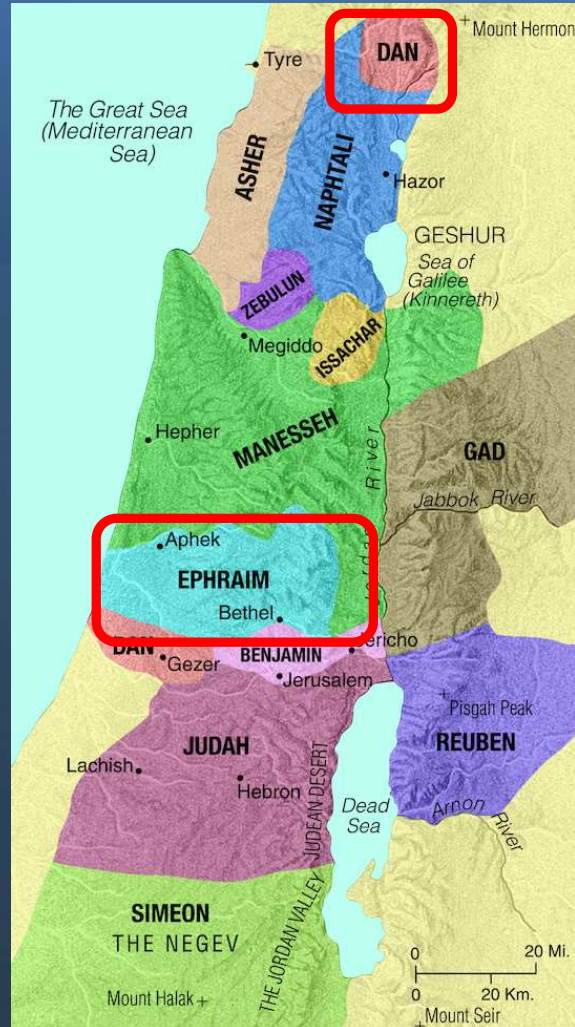 DAN
Mount Hermon
Tyre
The Great Sea
(Mediterranean
Sea)
ASHER
NAPHTALI
Hazor
GESHUR
Sea of
Galilee
(Kinnereth)
ZEBULUN
ISSACHAR
Megiddo
Hepher
MANESSEH
GAD
Jabbok River
Jordan River
Aphek
EPHRAIM
Bethel
DAN
Gezer
BENJAMIN
Jericho
Jerusalem
Pisgah Peak
REUBEN
JUDAH
Lachish
Hebron
JUDEAN DESERT
Dead
Sea
Arnon River
SIMEON
THE NEGEV
THE JORDAN VALLEY
Mount Halak
0 20 Mi.
0 20 Km.
Mount Seir